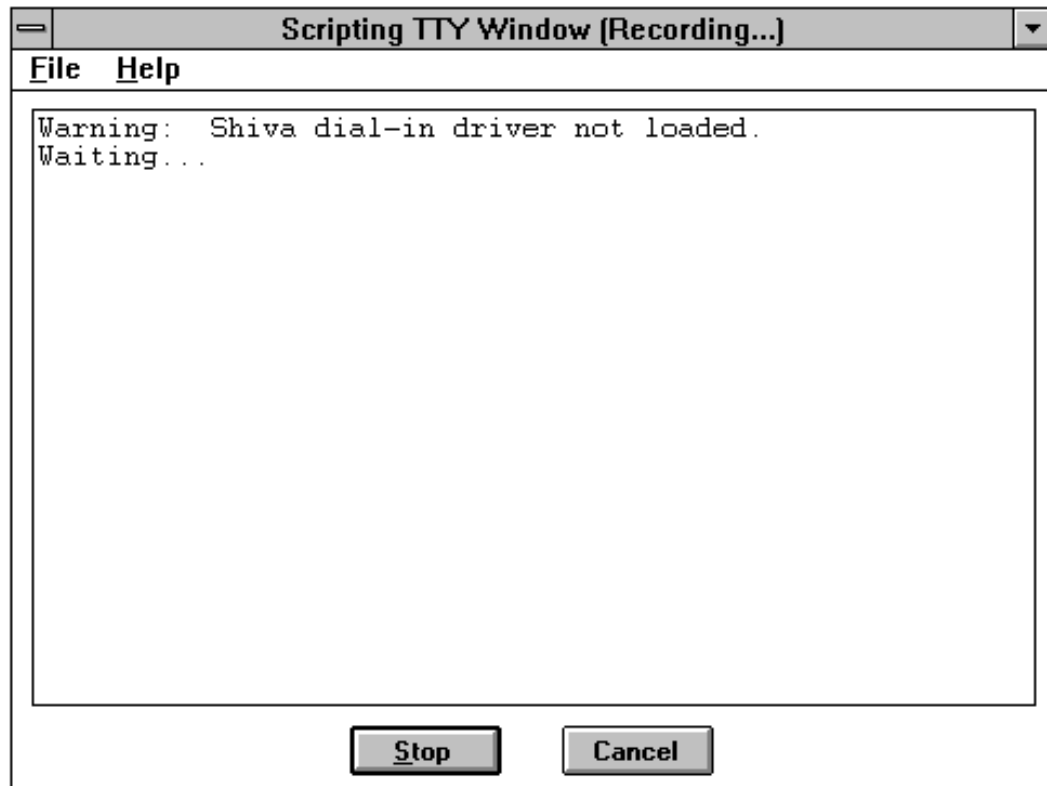 Scripting TTY Window (Recording...)
File Help
Warning:  Shiva dial-in driver not loaded.
Waiting...
Stop Cancel